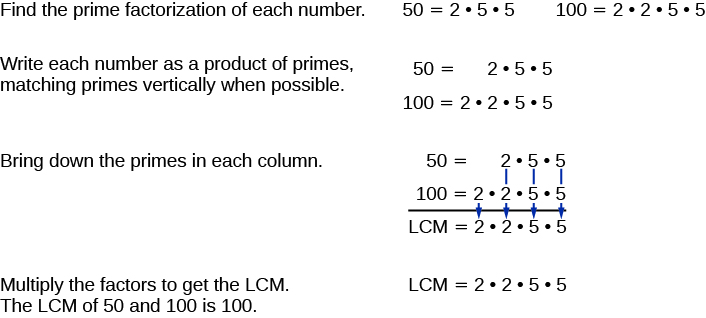 Find the prime factorization of each number. 50 = 2 • 5 • 5 100 = 2 • 2 • 5 • 5
Write each number as a product of primes,
matching primes vertically when possible.
50 = 2 • 5 • 5
100 = 2 • 2 • 5 • 5
Bring down the primes in each column.
50 = 2 • 5 • 5
100 = 2 • 2 • 5 • 5
LCM = 2 • 2 • 5 • 5
Multiply the factors to get the LCM.
The LCM of 50 and 100 is 100.
LCM = 2 • 2 • 5 • 5